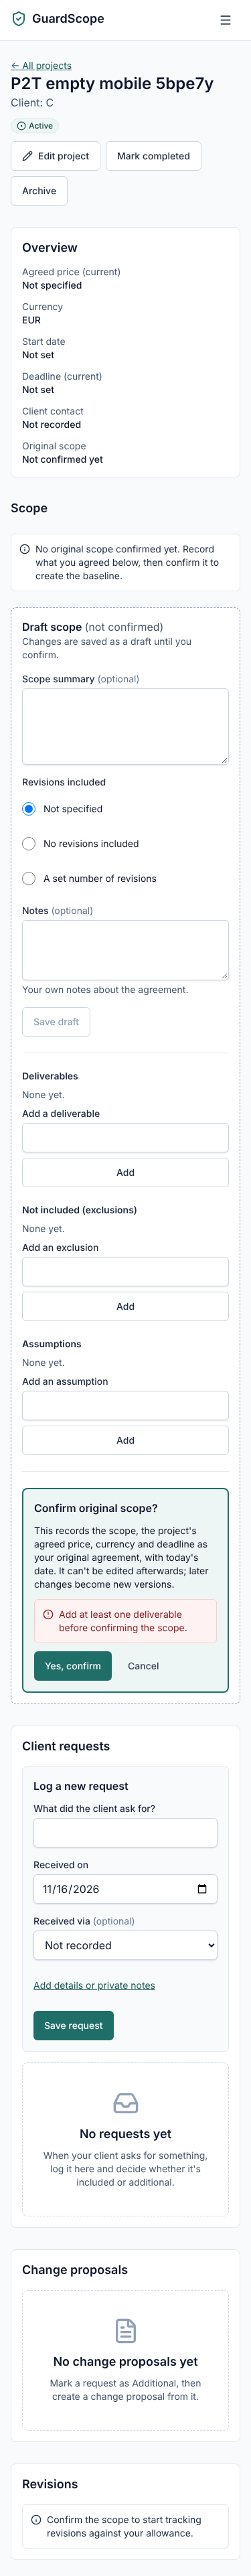 GuardScope
← All projects
P2T empty mobile 5bpe7y
Client: C
Active
Edit project
Mark completed
Archive
Overview
Agreed price (current)
Not specified
Currency
EUR
Start date
Not set
Deadline (current)
Not set
Client contact
Not recorded
Original scope
Not confirmed yet
Scope
No original scope confirmed yet. Record
what you agreed below, then confirm it to
create the baseline.
Draft scope (not confirmed)
Changes are saved as a draft until you
confirm.
Scope summary (optional)
Revisions included
Not specified
No revisions included
A set number of revisions
Notes (optional)
Your own notes about the agreement.
Save draft
Deliverables
None yet.
Add a deliverable
Add
Not included (exclusions)
None yet.
Add an exclusion
Add
Assumptions
None yet.
Add an assumption
Add
Confirm original scope?
This records the scope, the project's
agreed price, currency and deadline as
your original agreement, with today's
date. It can't be edited afterwards; later
changes become new versions.
Add at least one deliverable
before confirming the scope.
Yes, confirm
Cancel
Client requests
Log a new request
What did the client ask for?
Received on
11/16/2026
Received via (optional)
Not recorded
Add details or private notes
Save request
No requests yet
When your client asks for something,
log it here and decide whether it's
included or additional.
Change proposals
No change proposals yet
Mark a request as Additional, then
create a change proposal from it.
Revisions
Confirm the scope to start tracking
revisions against your allowance.